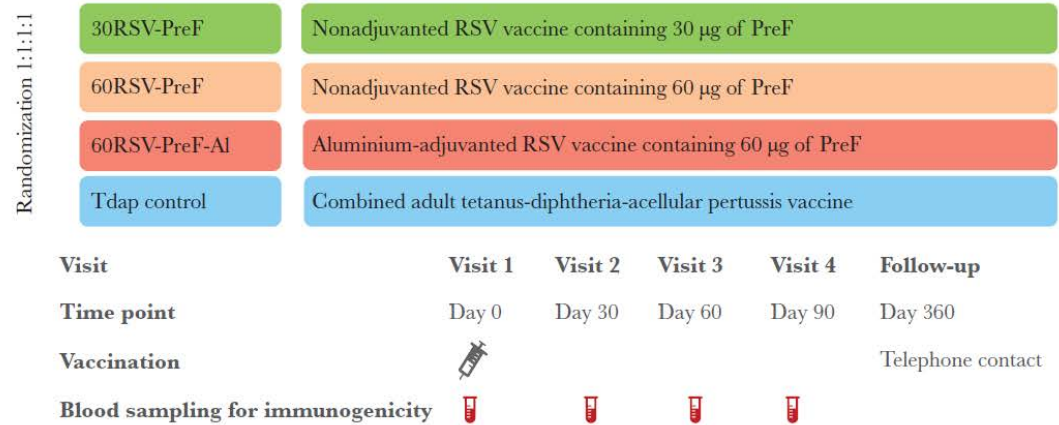 Randomization 1:1:1:1
30RSV-PreF Nonadjuvanted RSV vaccine containing 30 μg of PreF
60RSV-PreF Nonadjuvanted RSV vaccine containing 60 μg of PreF
60RSV-PreF-Al Aluminium-adjuvanted RSV vaccine containing 60 μg of PreF
Tdap control Combined adult tetanus-diphtheria-acellular pertussis vaccine
Visit Visit 1 Visit 2 Visit 3 Visit 4 Follow-up
Time point Day 0 Day 30 Day 60 Day 90 Day 360
Vaccination Telephone contact
Blood sampling for immunogenicity